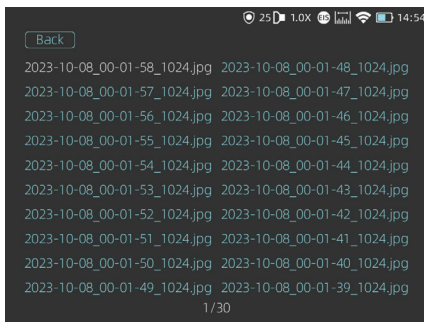 25 1.0X EIS 14:54
Back
2023-10-08_00-01-58_1024.jpg 2023-10-08_00-01-48_1024.jpg
2023-10-08_00-01-57_1024.jpg 2023-10-08_00-01-47_1024.jpg
2023-10-08_00-01-56_1024.jpg 2023-10-08_00-01-46_1024.jpg
2023-10-08_00-01-55_1024.jpg 2023-10-08_00-01-45_1024.jpg
2023-10-08_00-01-54_1024.jpg 2023-10-08_00-01-44_1024.jpg
2023-10-08_00-01-53_1024.jpg 2023-10-08_00-01-43_1024.jpg
2023-10-08_00-01-52_1024.jpg 2023-10-08_00-01-42_1024.jpg
2023-10-08_00-01-51_1024.jpg 2023-10-08_00-01-41_1024.jpg
2023-10-08_00-01-50_1024.jpg 2023-10-08_00-01-40_1024.jpg
2023-10-08_00-01-49_1024.jpg 2023-10-08_00-01-39_1024.jpg
1/30